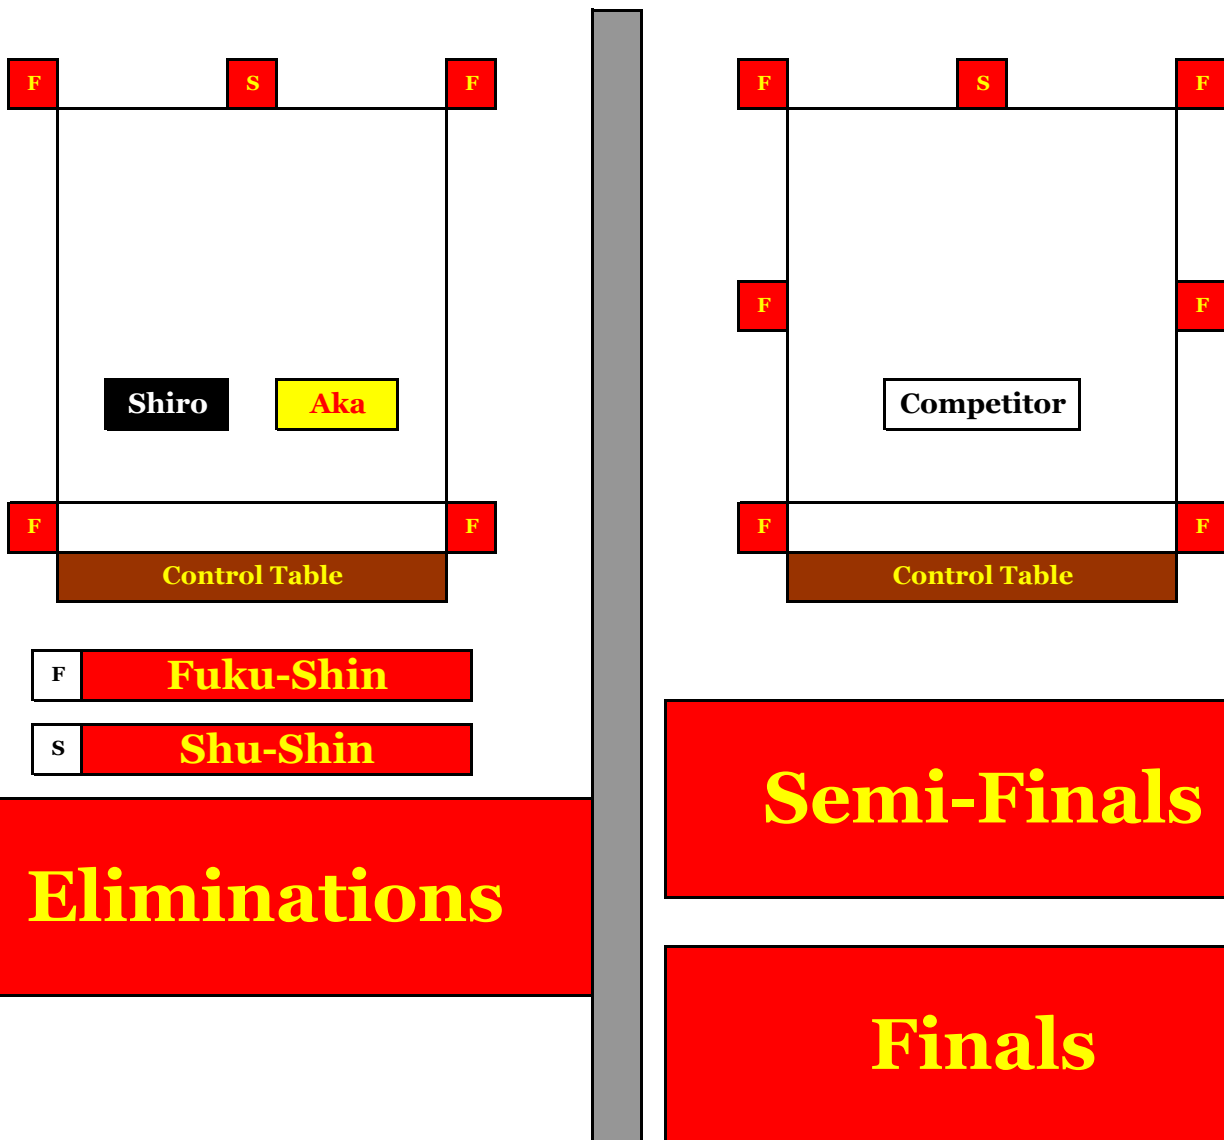 F S F
Shiro Aka
F F
Control Table
F Fuku-Shin
S Shu-Shin
Eliminations
F S F
F F
Competitor
F F
Control Table
Semi-Finals
Finals